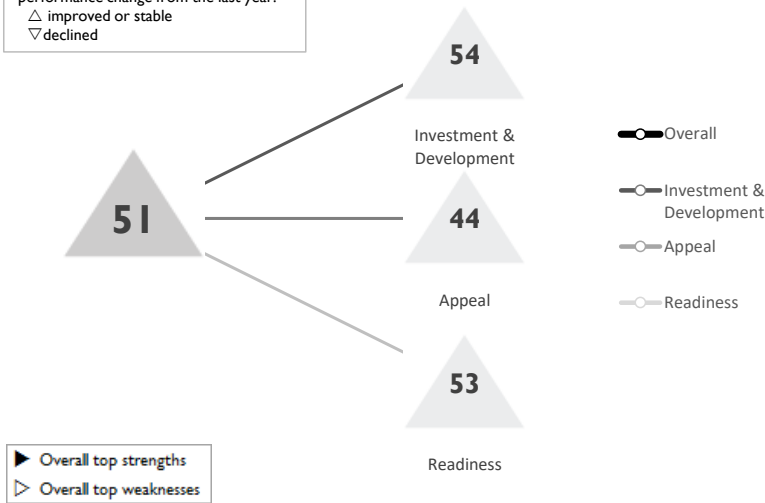 performance change from the last year:
△ improved or stable
▽ declined
54
Investment &
Development
51
44
Appeal
53
Readiness
Overall
Investment &
Development
Appeal
Readiness
▶ Overall top strengths
▷ Overall top weaknesses